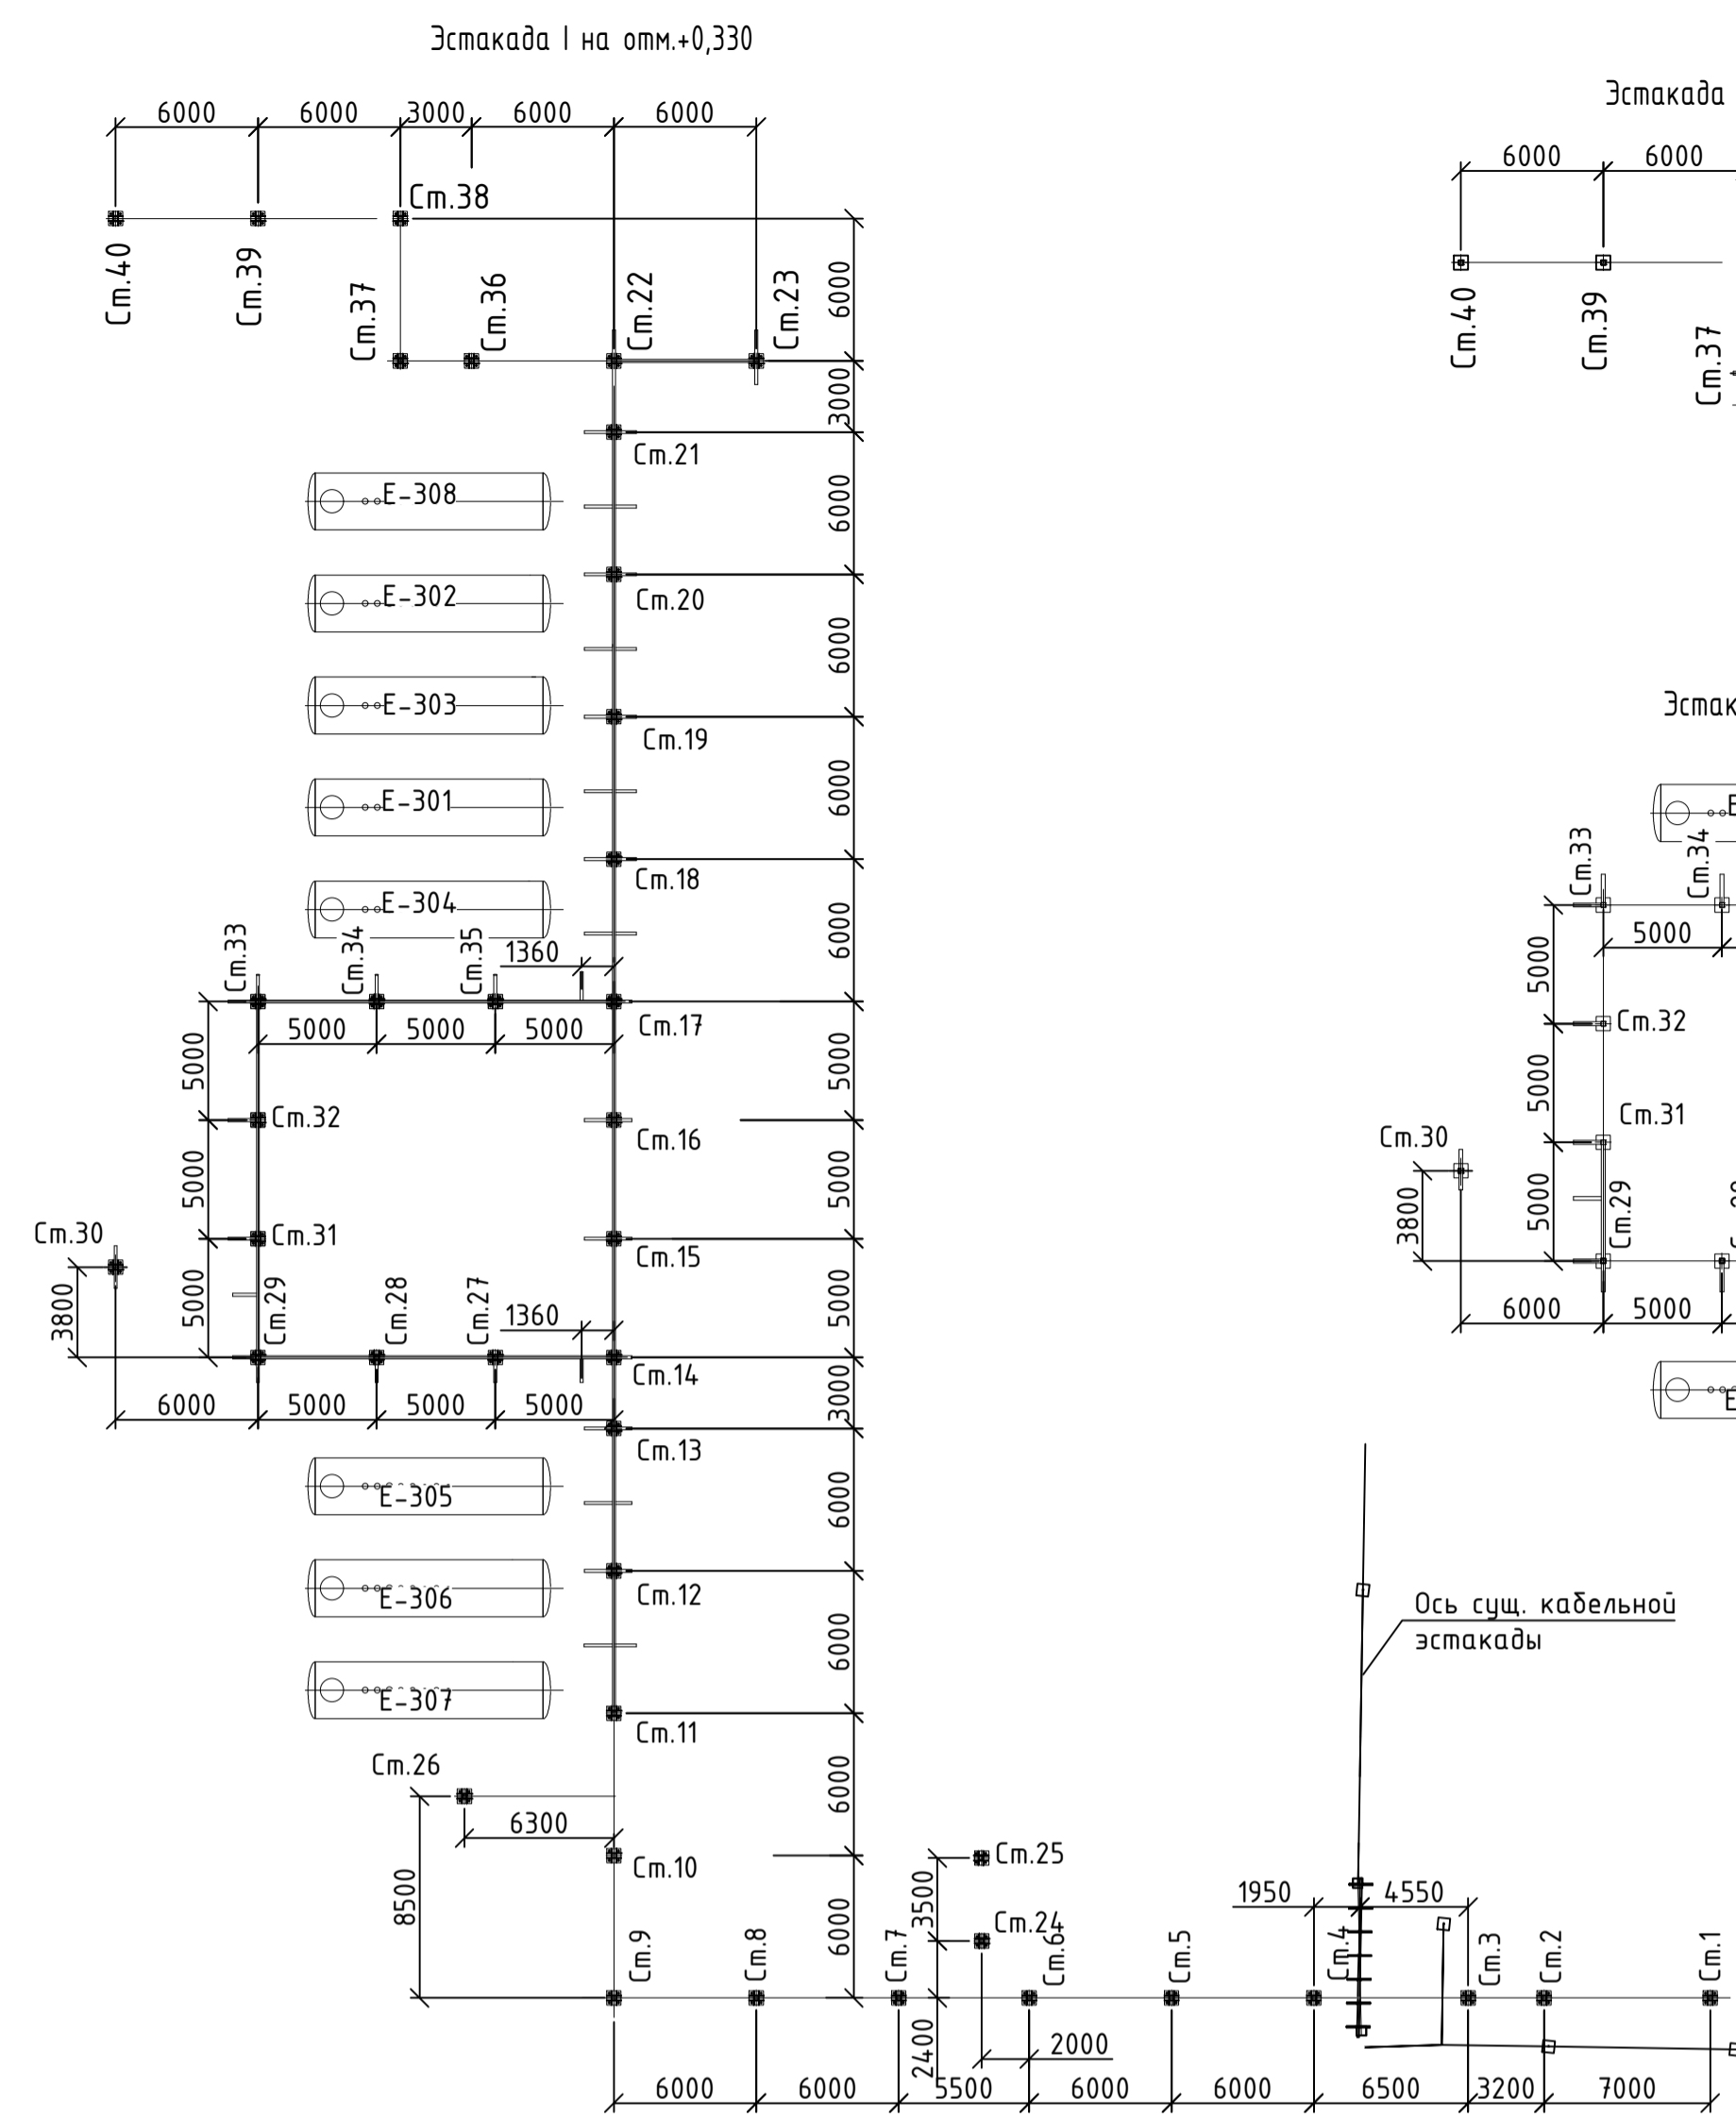 Эстакада I на отм.+0,330
Эстакада
6000 6000 3000 6000 6000
6000 6000
Ст.38
Ст.40
Ст.39
Ст.37
Ст.36
Ст.22
Ст.23
6000
Ст.40
Ст.39
Ст.37
3000
Ст.21
Е-308
6000
Е-302
Ст.20
6000
Е-303
Ст.19
Е-301
6000
Ст.18
Е-304
6000
Ст.33
Ст.34
Ст.35
1360
Ст.33
Ст.34
5000 5000 5000
Ст.17
5000
5000
5000
5000
Ст.32
Ст.16
Ст.32
5000
5000
5000
Ст.31
Ст.30
Ст.31
Ст.15
Ст.30
Ст.31
3800
5000
Ст.29
Ст.28
Ст.27
1360
5000
3800
5000
Ст.29
6000 5000
Ст.14
6000 5000 5000 5000
3000
Ст.13
Е-305
6000
Е-306
Ст.12
6000
Ось сущ. кабельной
эстакады
Е-307
Ст.11
Ст.26
6000
6300
Ст.10
8500
Ст.25
3500
Ст.24
6000
1950 4550
Ст.9
Ст.8
Ст.7
Ст.6
Ст.5
Ст.4
Ст.3
Ст.2
Ст.1
2400
2000
6000 6000 5500 6000 6000 6500 3200 7000